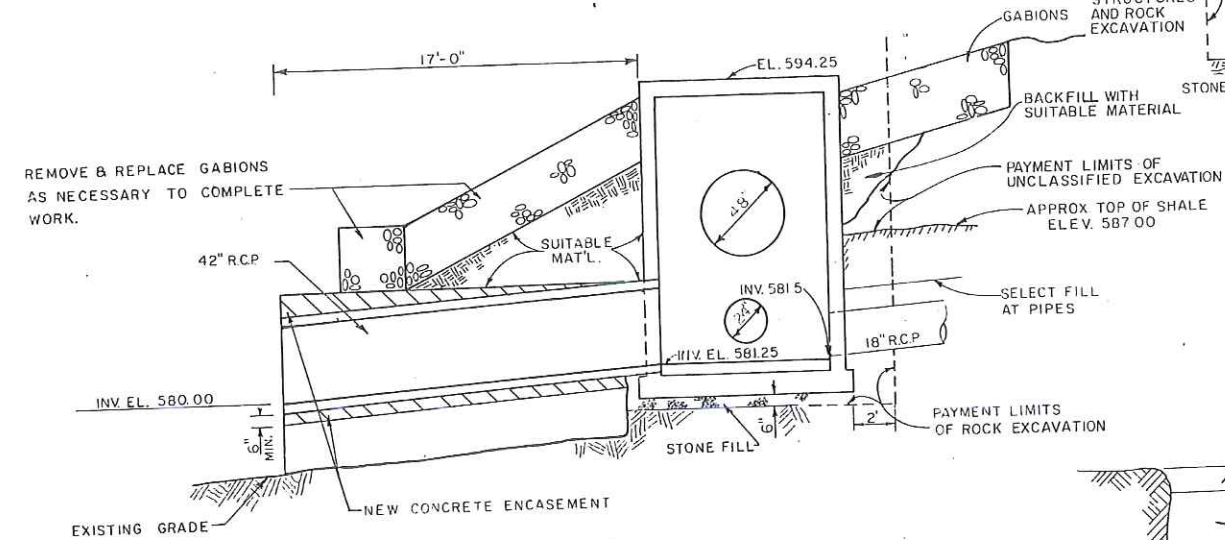 STRUCTURES
AND ROCK
EXCAVATION
GABIONS
17'-0"
EL. 594.25
STONE
BACKFILL WITH
SUITABLE MATERIAL
REMOVE & REPLACE GABIONS
AS NECESSARY TO COMPLETE
WORK.
PAYMENT LIMITS OF
UNCLASSIFIED EXCAVATION
48"
APPROX TOP OF SHALE
ELEV. 587.00
SUITABLE
MAT'L.
42" R.C.P
INV. 581.5
SELECT FILL
AT PIPES
24"
18" R.C.P
INV. EL. 581.25
INV. EL. 580.00
6"
MIN.
6"
2'
PAYMENT LIMITS
OF ROCK EXCAVATION
STONE FILL
NEW CONCRETE ENCASEMENT
EXISTING GRADE